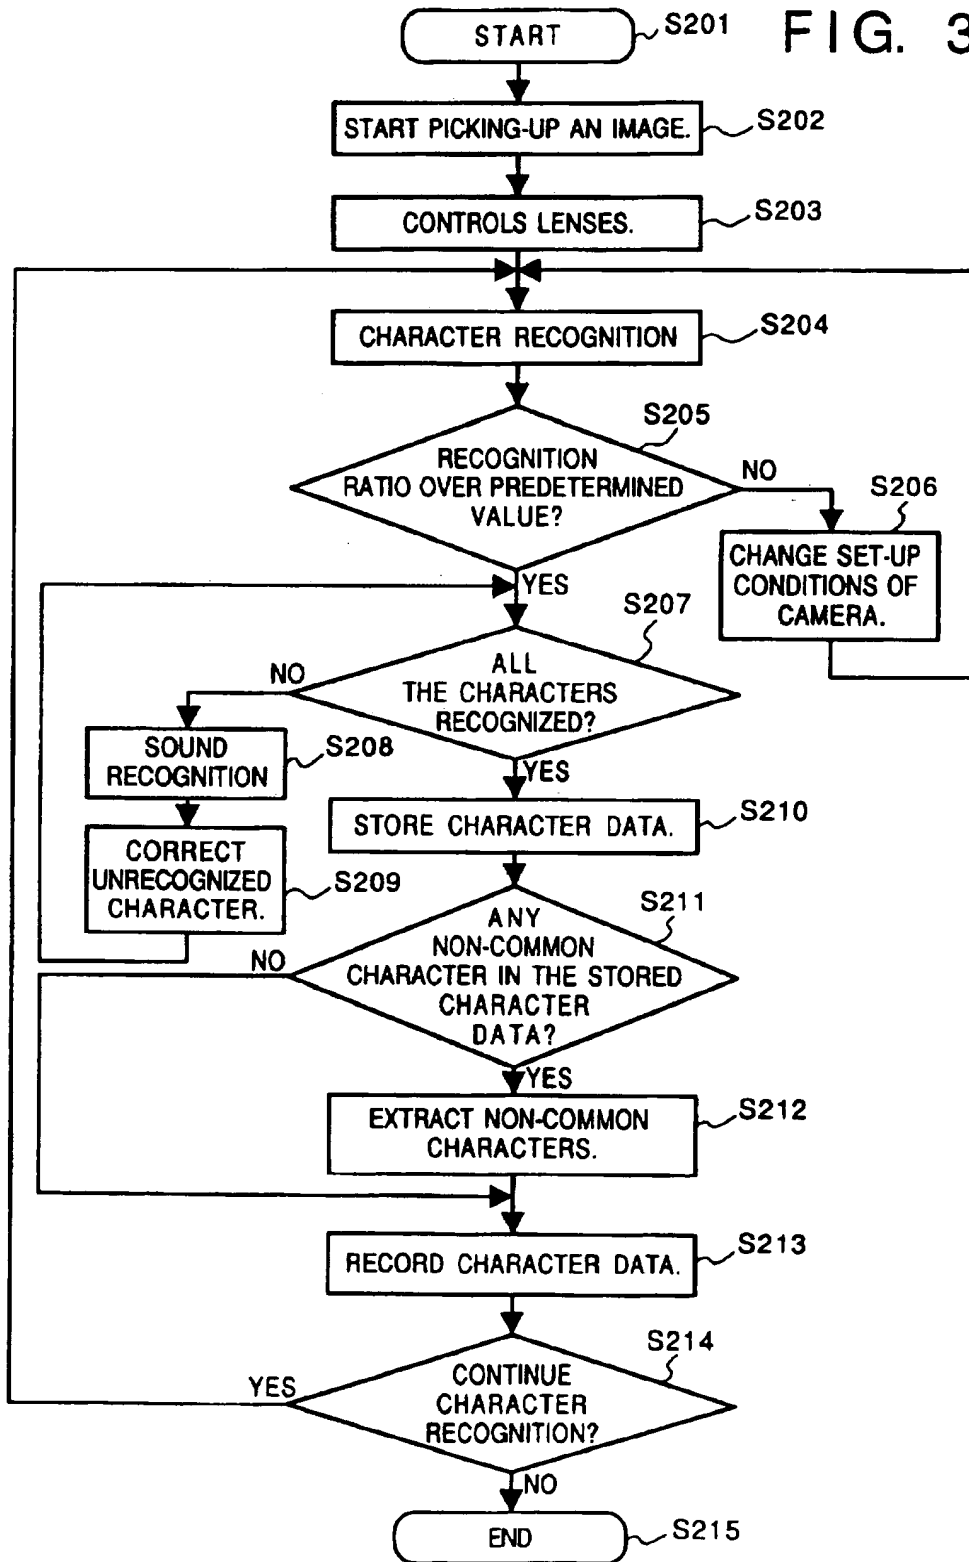 START
S201
FIG. 3
START PICKING-UP AN IMAGE.
S202
CONTROLS LENSES.
S203
CHARACTER RECOGNITION
S204
RECOGNITION
RATIO OVER PREDETERMINED
VALUE?
S205
NO
YES
CHANGE SET-UP
CONDITIONS OF
CAMERA.
S206
ALL
THE CHARACTERS
RECOGNIZED?
S207
NO
YES
SOUND
RECOGNITION
S208
CORRECT
UNRECOGNIZED
CHARACTER.
S209
STORE CHARACTER DATA.
S210
ANY
NON-COMMON
CHARACTER IN THE STORED
CHARACTER
DATA?
S211
NO
YES
EXTRACT NON-COMMON
CHARACTERS.
S212
RECORD CHARACTER DATA.
S213
CONTINUE
CHARACTER
RECOGNITION?
S214
YES
NO
END
S215